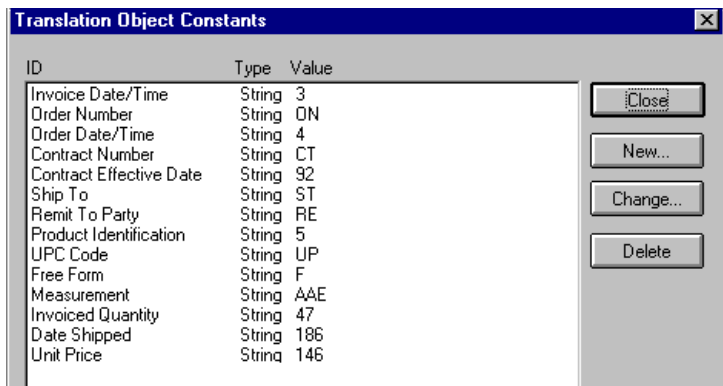 Translation Object Constants
ID Type Value
Invoice Date/Time String 3
Order Number String ON
Order Date/Time String 4
Contract Number String CT
Contract Effective Date String 92
Ship To String ST
Remit To Party String RE
Product Identification String 5
UPC Code String UP
Free Form String F
Measurement String AAE
Invoiced Quantity String 47
Date Shipped String 186
Unit Price String 146
Close
New...
Change...
Delete